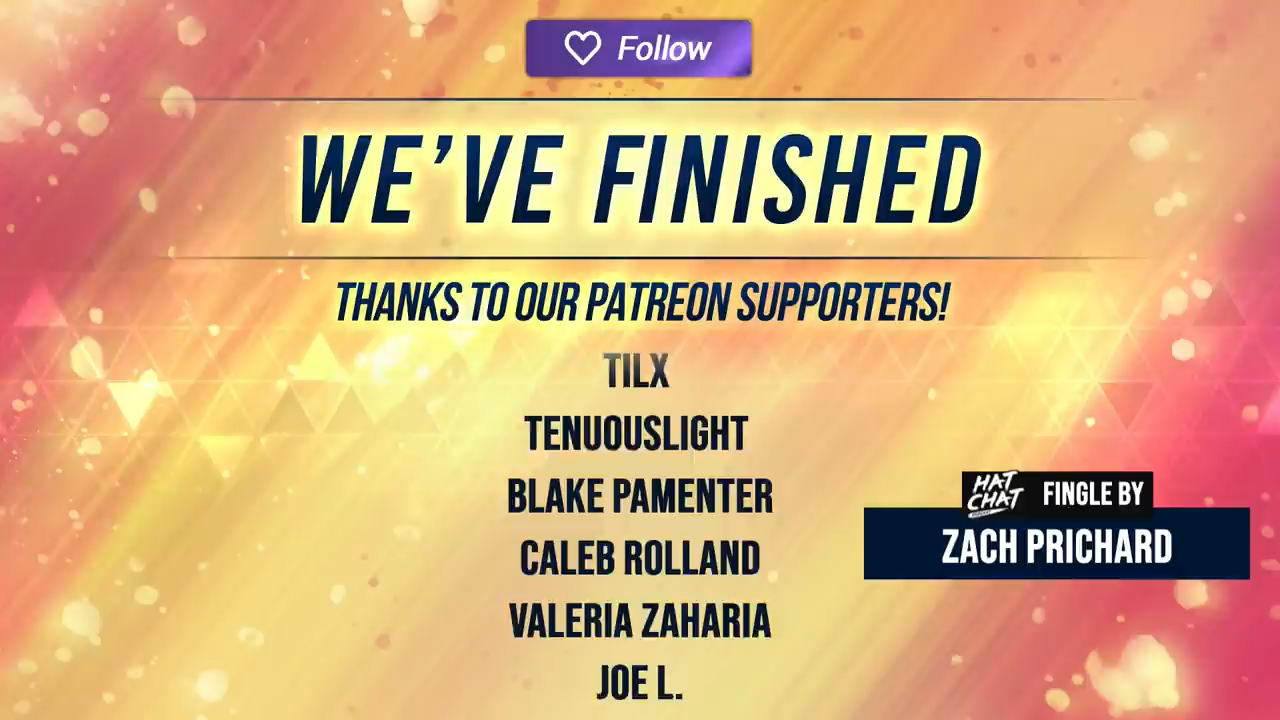 Follow
WE'VE FINISHED
THANKS TO OUR PATREON SUPPORTERS!
TILX
TENUOUSLIGHT
BLAKE PAMENTER
CALEB ROLLAND
VALERIA ZAHARIA
JOE L.
HAT
CHAT
FINGLE BY
ZACH PRICHARD